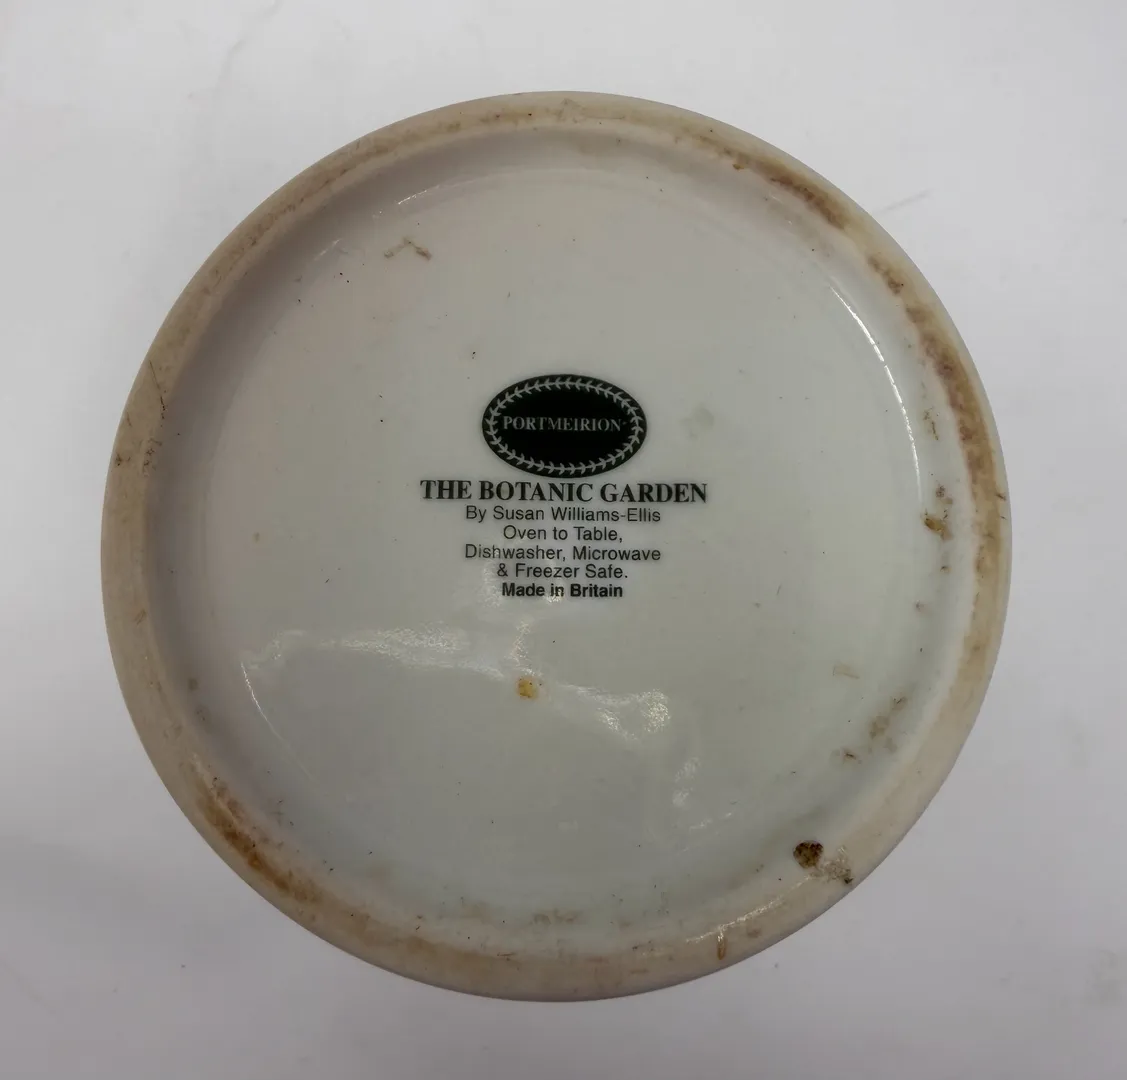 PORTMEIRION
THE BOTANIC GARDEN
By Susan Williams-Ellis
Oven to Table,
Dishwasher, Microwave
& Freezer Safe.
Made in Britain